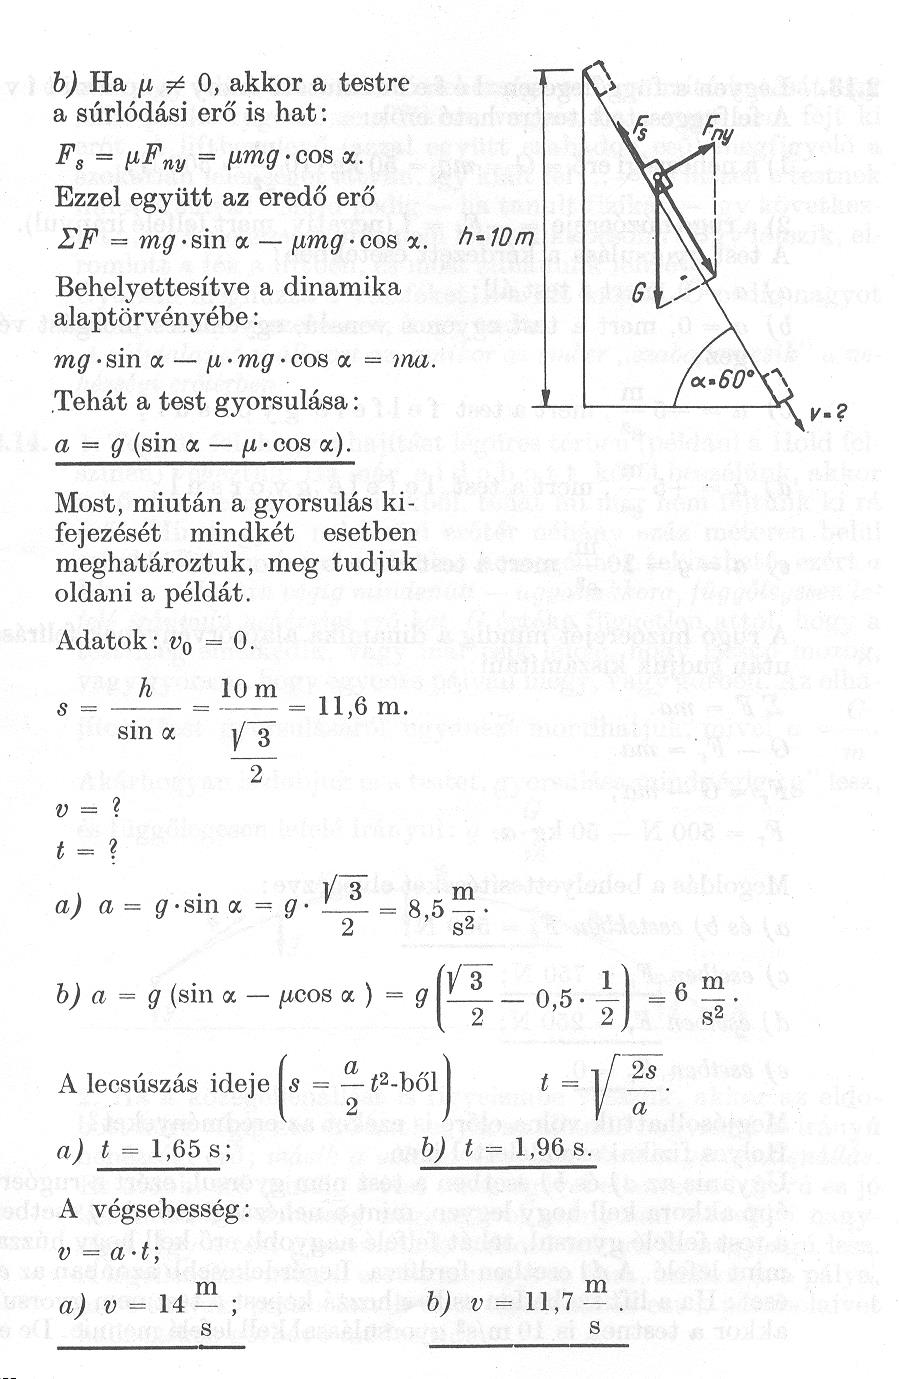 b) Ha μ ≠ 0, akkor a testre
a súrlódási erő is hat:
F_s = μF_ny = μmg·cos α.
Ezzel együtt az eredő erő
ΣF = mg·sin α — μmg·cos α.
Behelyettesítve a dinamika
alaptörvényébe:
mg·sin α — μ·mg·cos α = ma.
Tehát a test gyorsulása:
a = g (sin α — μ·cos α).
F_s
F_ny
h=10m
G
α=60°
v=?
Most, miután a gyorsulás ki-
fejezését mindkét esetben
meghatároztuk, meg tudjuk
oldani a példát.
Adatok: v₀ = 0.
s = h / sin α = 10 m / (√3 / 2) = 11,6 m.
v = ?
t = ?
a) a = g·sin α = g· √3 / 2 = 8,5 m/s².
b) a = g (sin α — μcos α) = g (√3 / 2 — 0,5· 1/2) = 6 m/s².
A lecsúszás ideje (s = a/2 t²-ből) t = √(2s / a).
a) t = 1,65 s; b) t = 1,96 s.
A végsebesség:
v = a·t;
a) v = 14 m/s; b) v = 11,7 m/s